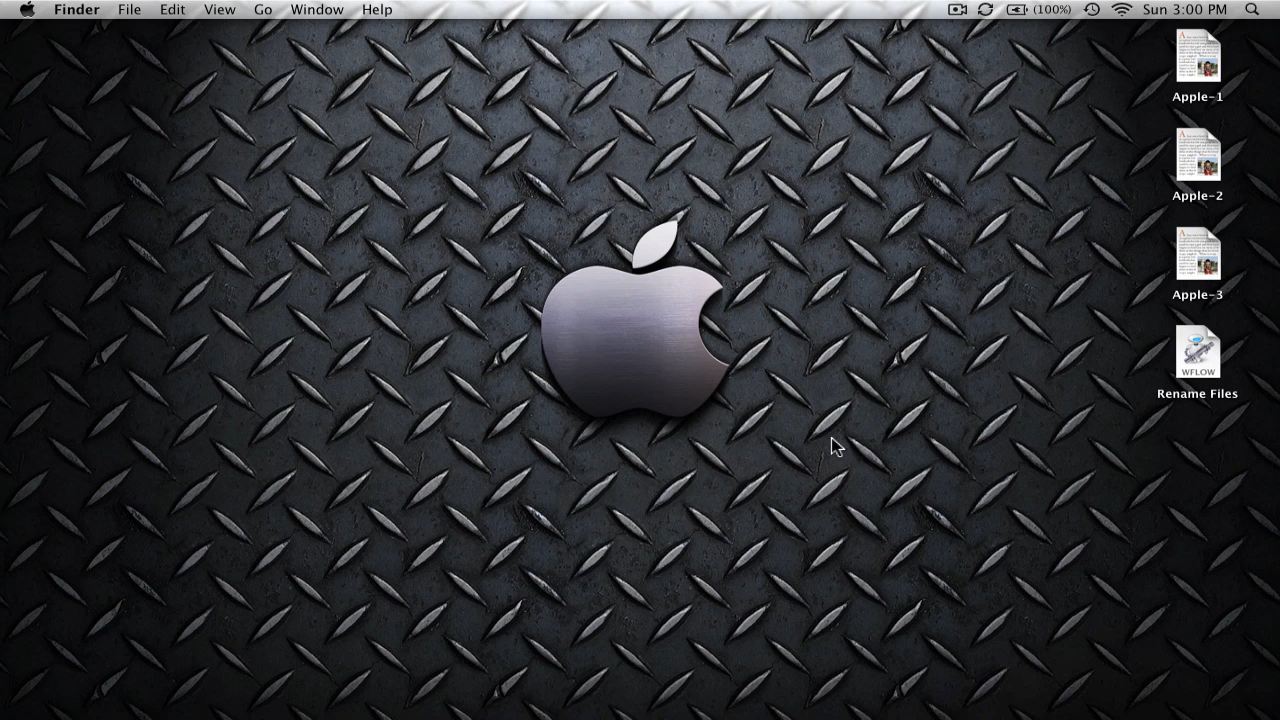 Finder File Edit View Go Window Help (100%) Sun 3:00 PM
Apple-1
Apple-2
Apple-3
WFLOW
Rename Files